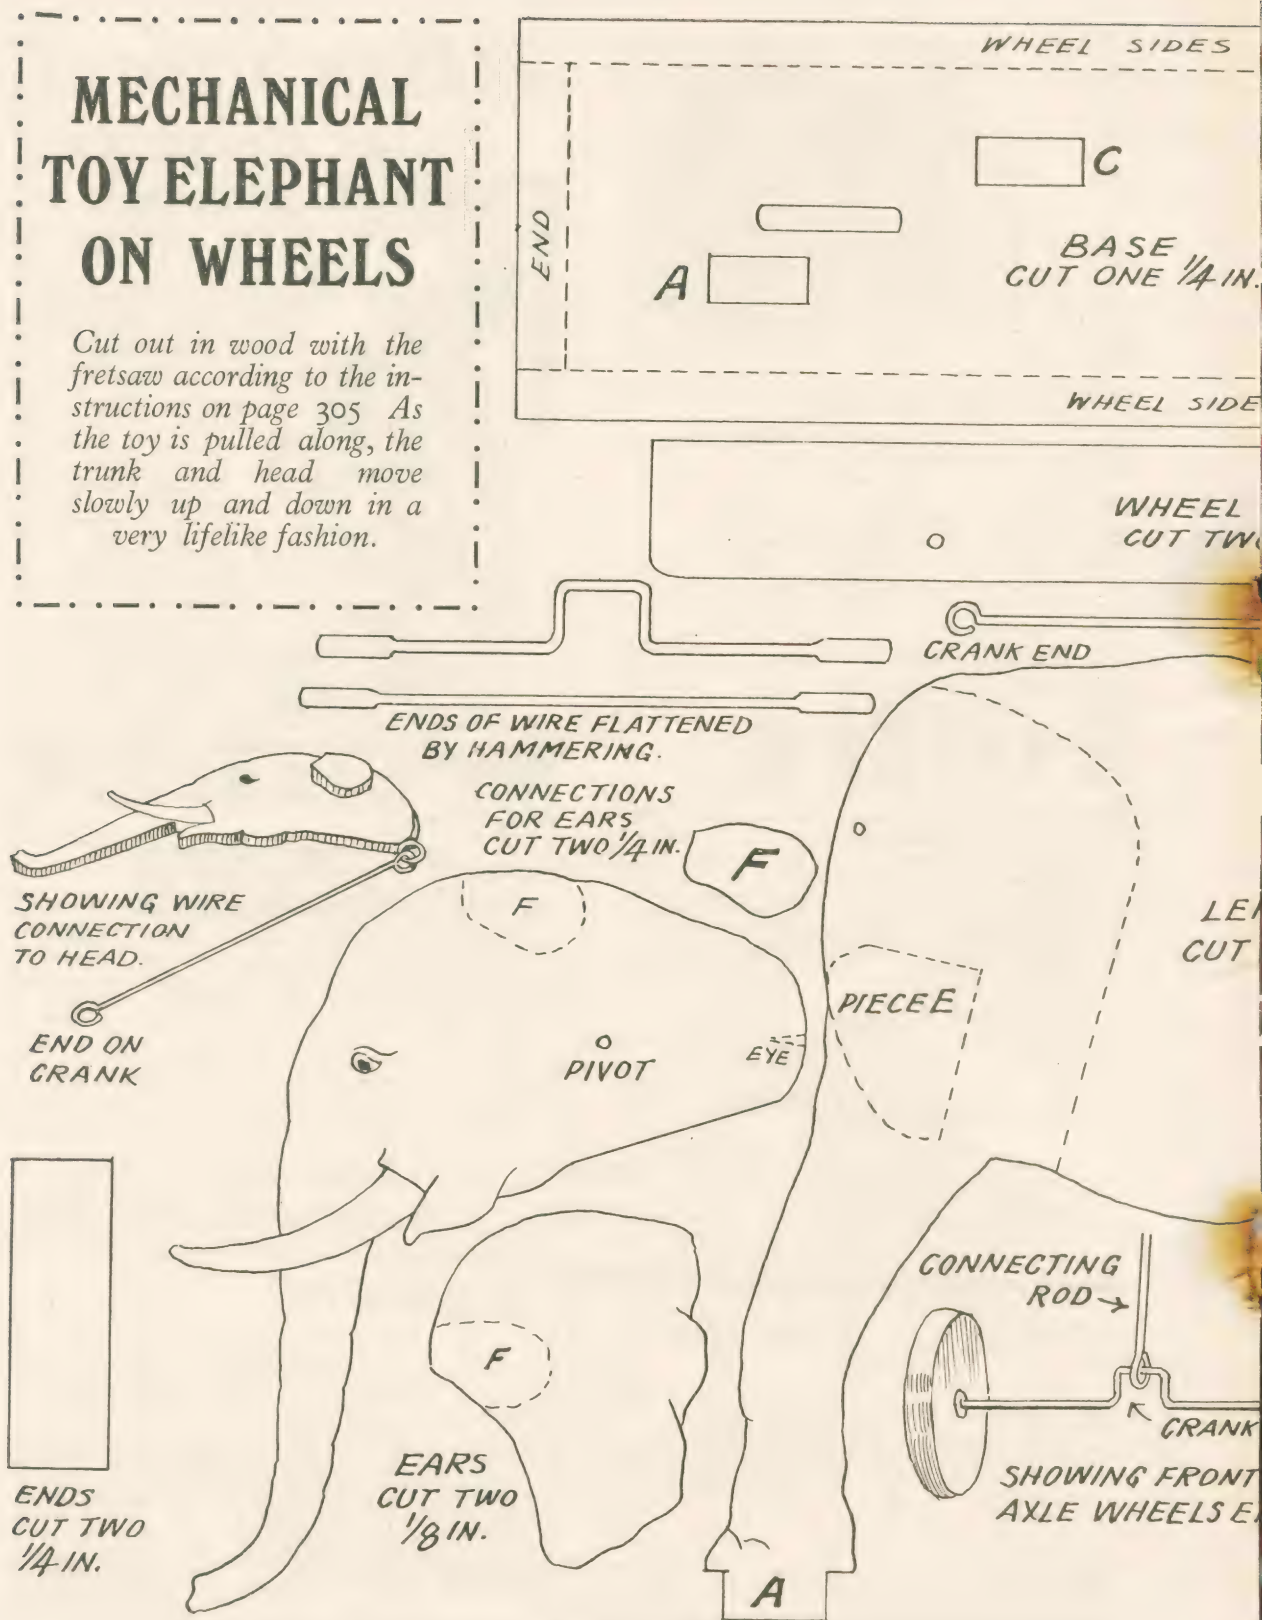 MECHANICAL
TOY ELEPHANT
ON WHEELS
Cut out in wood with the
fretsaw according to the in-
structions on page 305 As
the toy is pulled along, the
trunk and head move
slowly up and down in a
very lifelike fashion.
WHEEL SIDES
C
END
A
BASE
CUT ONE 1/4 IN.
WHEEL SIDE
WHEEL
CUT
CRANK END
ENDS OF WIRE FLATTENED
BY HAMMERING.
CONNECTIONS
FOR EARS
CUT TWO 1/4 IN.
F
SHOWING WIRE
CONNECTION
TO HEAD.
END ON
CRANK
F
PIVOT
EYE
PIECE E
CUT
CONNECTING
ROD
CRANK
SHOWING FRONT
AXLE WHEELS
F
EARS
CUT TWO
1/8 IN.
ENDS
CUT TWO
1/4 IN.
A